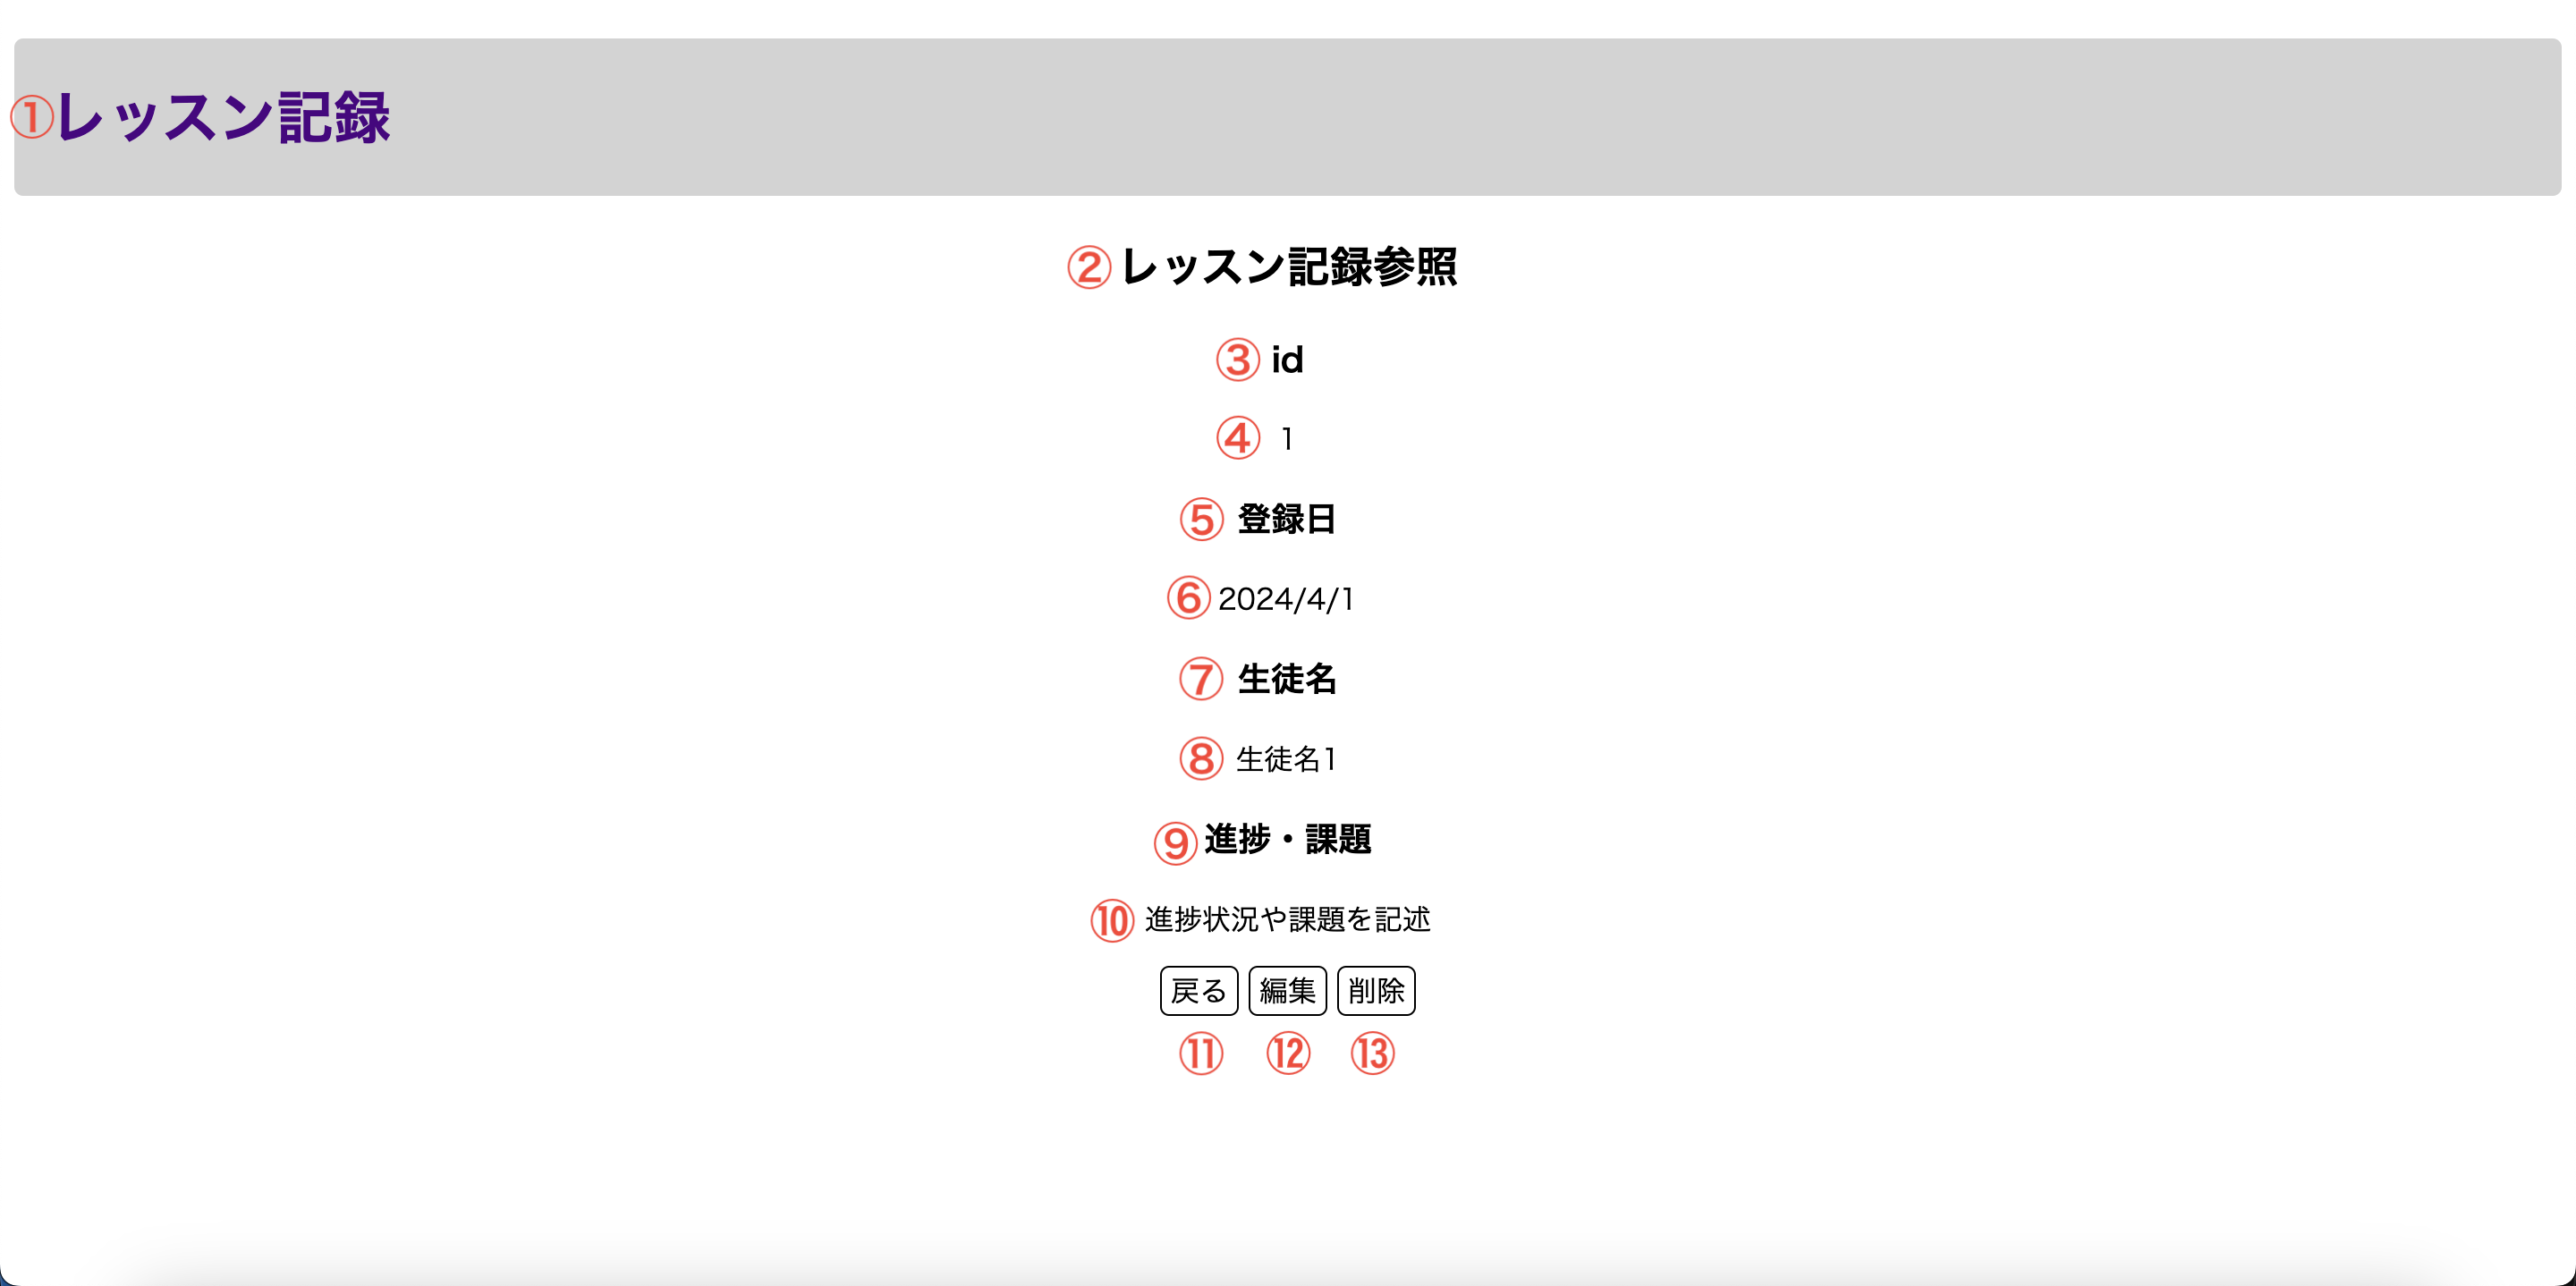 ①レッスン記録
②レッスン記録参照
③ id
④ 1
⑤ 登録日
⑥ 2024/4/1
⑦ 生徒名
⑧ 生徒名1
⑨ 進捗・課題
⑩ 進捗状況や課題を記述
戻る 編集 削除
⑪ ⑫ ⑬